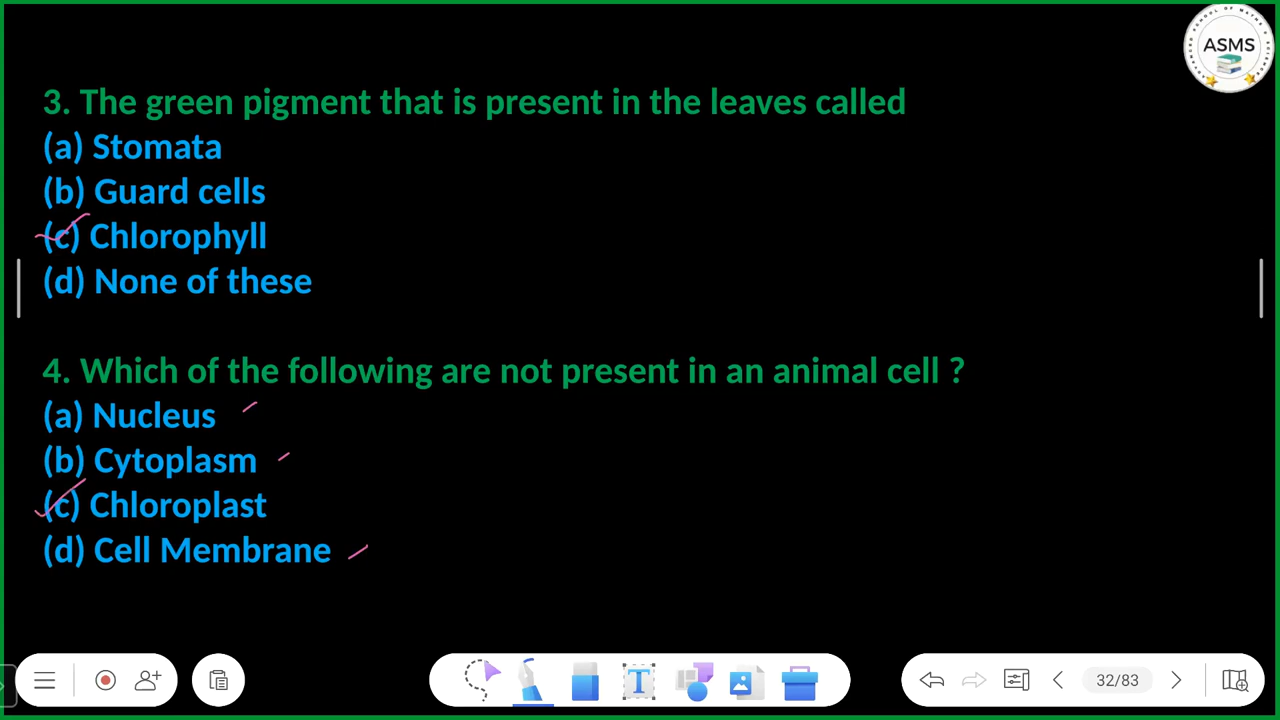 ASMS
3. The green pigment that is present in the leaves called
(a) Stomata
(b) Guard cells
(c) Chlorophyll
(d) None of these
4. Which of the following are not present in an animal cell ?
(a) Nucleus
(b) Cytoplasm
(c) Chloroplast
(d) Cell Membrane
T
32/83